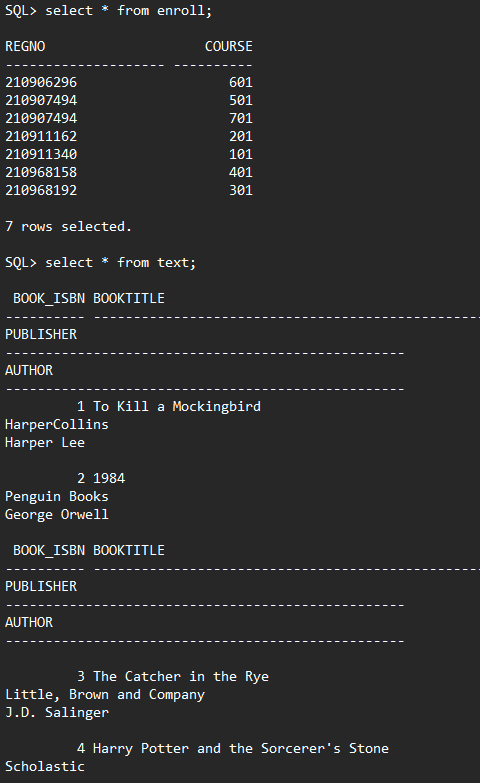 SQL> select * from enroll;
REGNO COURSE
-------------------- ----------
210906296 601
210907494 501
210907494 701
210911162 201
210911340 101
210968158 401
210968192 301
7 rows selected.
SQL> select * from text;
BOOK_ISBN BOOKTITLE
---------- --------------------------------------------------
PUBLISHER
--------------------------------------------------
AUTHOR
--------------------------------------------------
1 To Kill a Mockingbird
HarperCollins
Harper Lee
2 1984
Penguin Books
George Orwell
BOOK_ISBN BOOKTITLE
---------- --------------------------------------------------
PUBLISHER
--------------------------------------------------
AUTHOR
--------------------------------------------------
3 The Catcher in the Rye
Little, Brown and Company
J.D. Salinger
4 Harry Potter and the Sorcerer's Stone
Scholastic